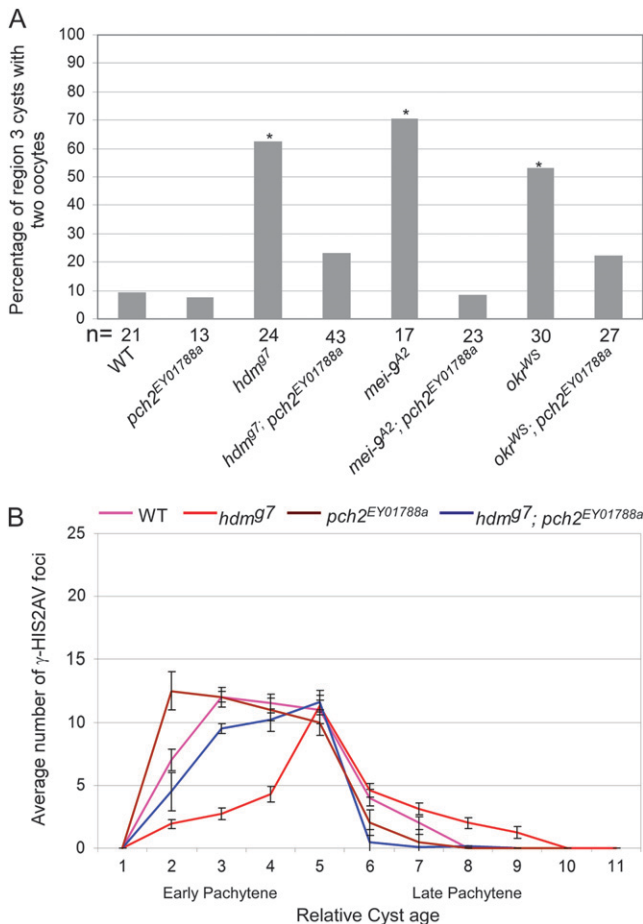 A
Percentage of region 3 cysts with
two oocytes
100
90
80
70
60
50
40
30
20
10
0
* * *
n= 21 13 24 43 17 23 30 27
WT
pch2EY01788a
hdmg7
hdmg7; pch2EY01788a
mei-9A2
mei-9A2; pch2EY01788a
okrWS
okrWS; pch2EY01788a
B
WT hdmg7 pch2EY01788a hdmg7; pch2EY01788a
Average number of γ-HIS2AV foci
25
20
15
10
5
0
1 2 3 4 5 6 7 8 9 10 11
Early Pachytene Late Pachytene
Relative Cyst age